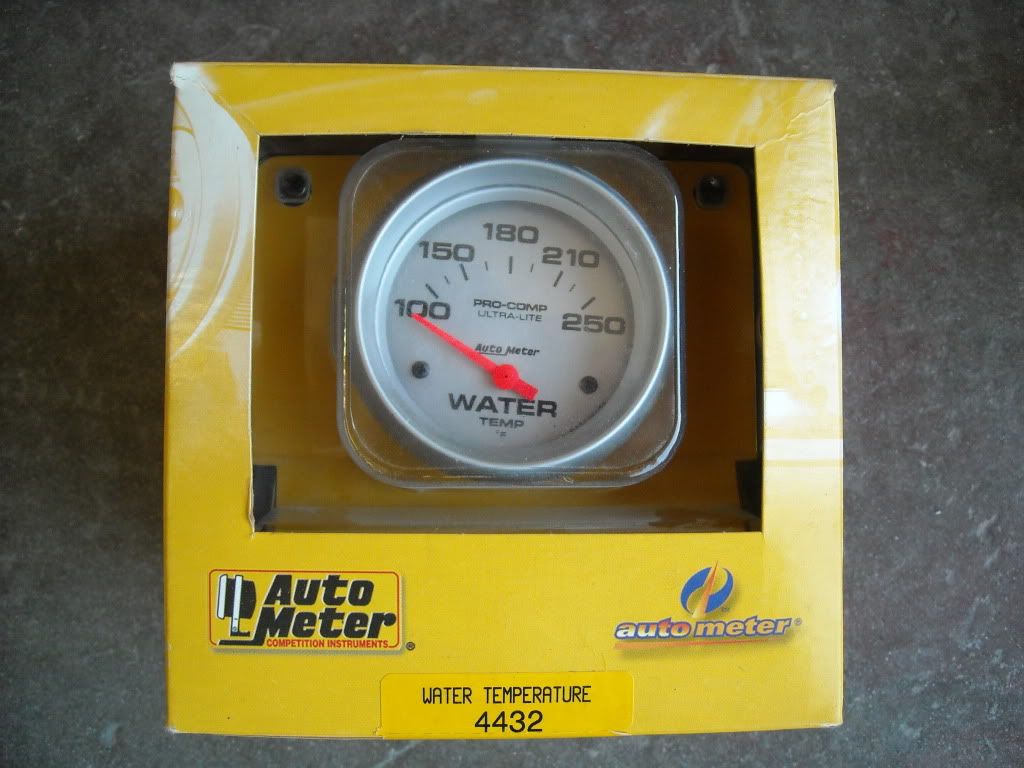 180
150 210
100 250
PRO-COMP
ULTRA-LITE
Auto Meter
WATER
TEMP
°F
Auto
Meter
COMPETITION INSTRUMENTS
®
auto meter®
TM
WATER TEMPERATURE
4432